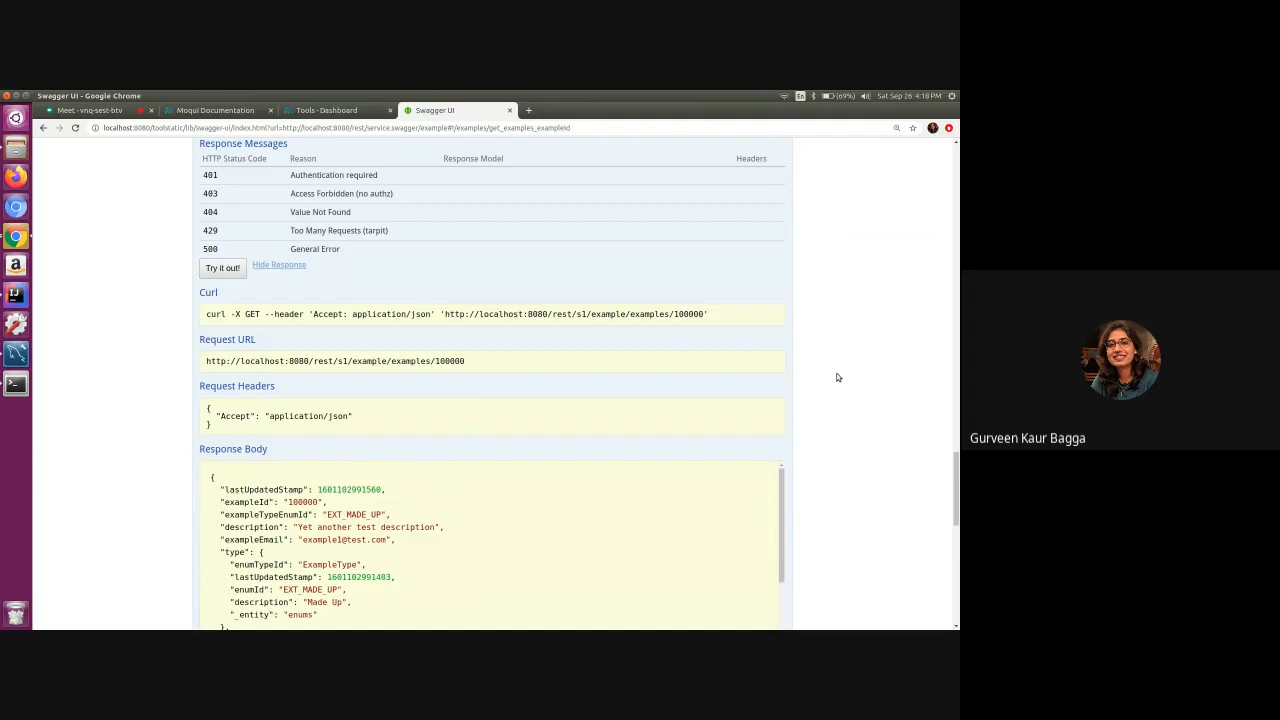 Swagger UI - Google Chrome
En
(69%)
Sat Sep 26 4:18 PM
Meet - vnq-sest-btv
Moqui Documentation
Tools - Dashboard
Swagger UI
localhost:8080/toolstatic/lib/swagger-ui/index.html?url=http://localhost:8080/rest/service.swagger/example#!/examples/get_examples_exampleId
Response Messages
HTTP Status Code Reason Response Model Headers
401 Authentication required
403 Access Forbidden (no authz)
404 Value Not Found
429 Too Many Requests (tarpit)
500 General Error
Try it out! Hide Response
Curl
curl -X GET --header 'Accept: application/json' 'http://localhost:8080/rest/s1/example/examples/100000'
Request URL
http://localhost:8080/rest/s1/example/examples/100000
Request Headers
{
"Accept": "application/json"
}
Response Body
{
"lastUpdatedStamp": 1601102991560,
"exampleId": "100000",
"exampleTypeEnumId": "EXT_MADE_UP",
"description": "Yet another test description",
"exampleEmail": "example1@test.com",
"type": {
"enumTypeId": "ExampleType",
"lastUpdatedStamp": 1601102991403,
"enumId": "EXT_MADE_UP",
"description": "Made Up",
"_entity": "enums"
},
Gurveen Kaur Bagga